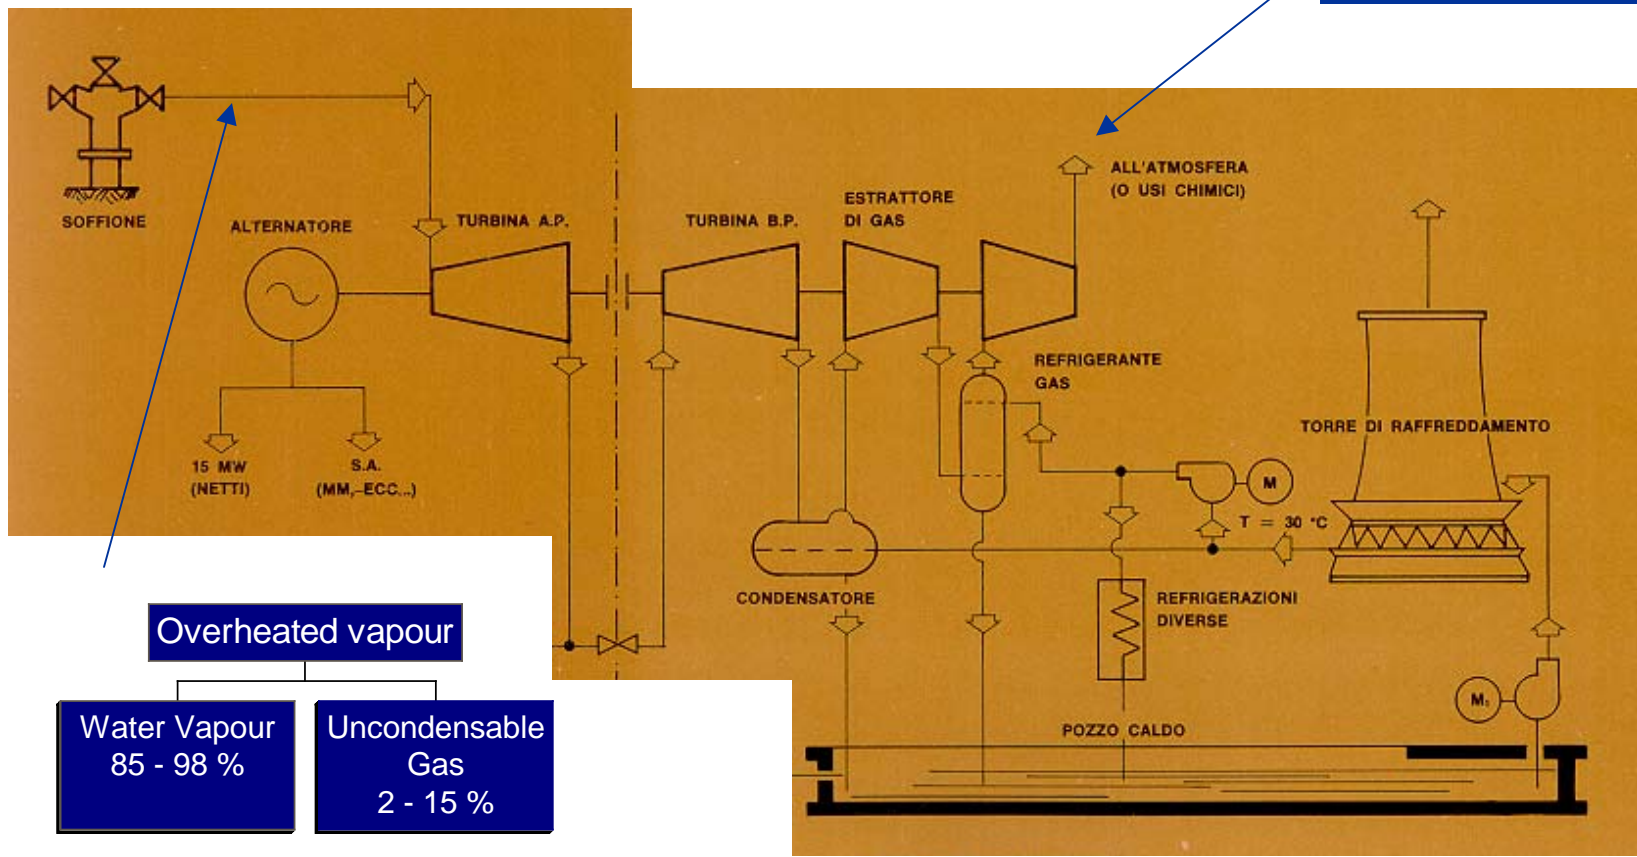 SOFFIONE
ALTERNATORE
TURBINA A.P.
TURBINA B.P.
ESTRATTORE
DI GAS
ALL'ATMOSFERA
(O USI CHIMICI)
REFRIGERANTE
GAS
TORRE DI RAFFREDDAMENTO
15 MW
(NETTI)
S.A.
(MM,-ECC...)
M
T = 30 °C
CONDENSATORE
REFRIGERAZIONI
DIVERSE
M₅
POZZO CALDO
Overheated vapour
Water Vapour
85 - 98 %
Uncondensable
Gas
2 - 15 %